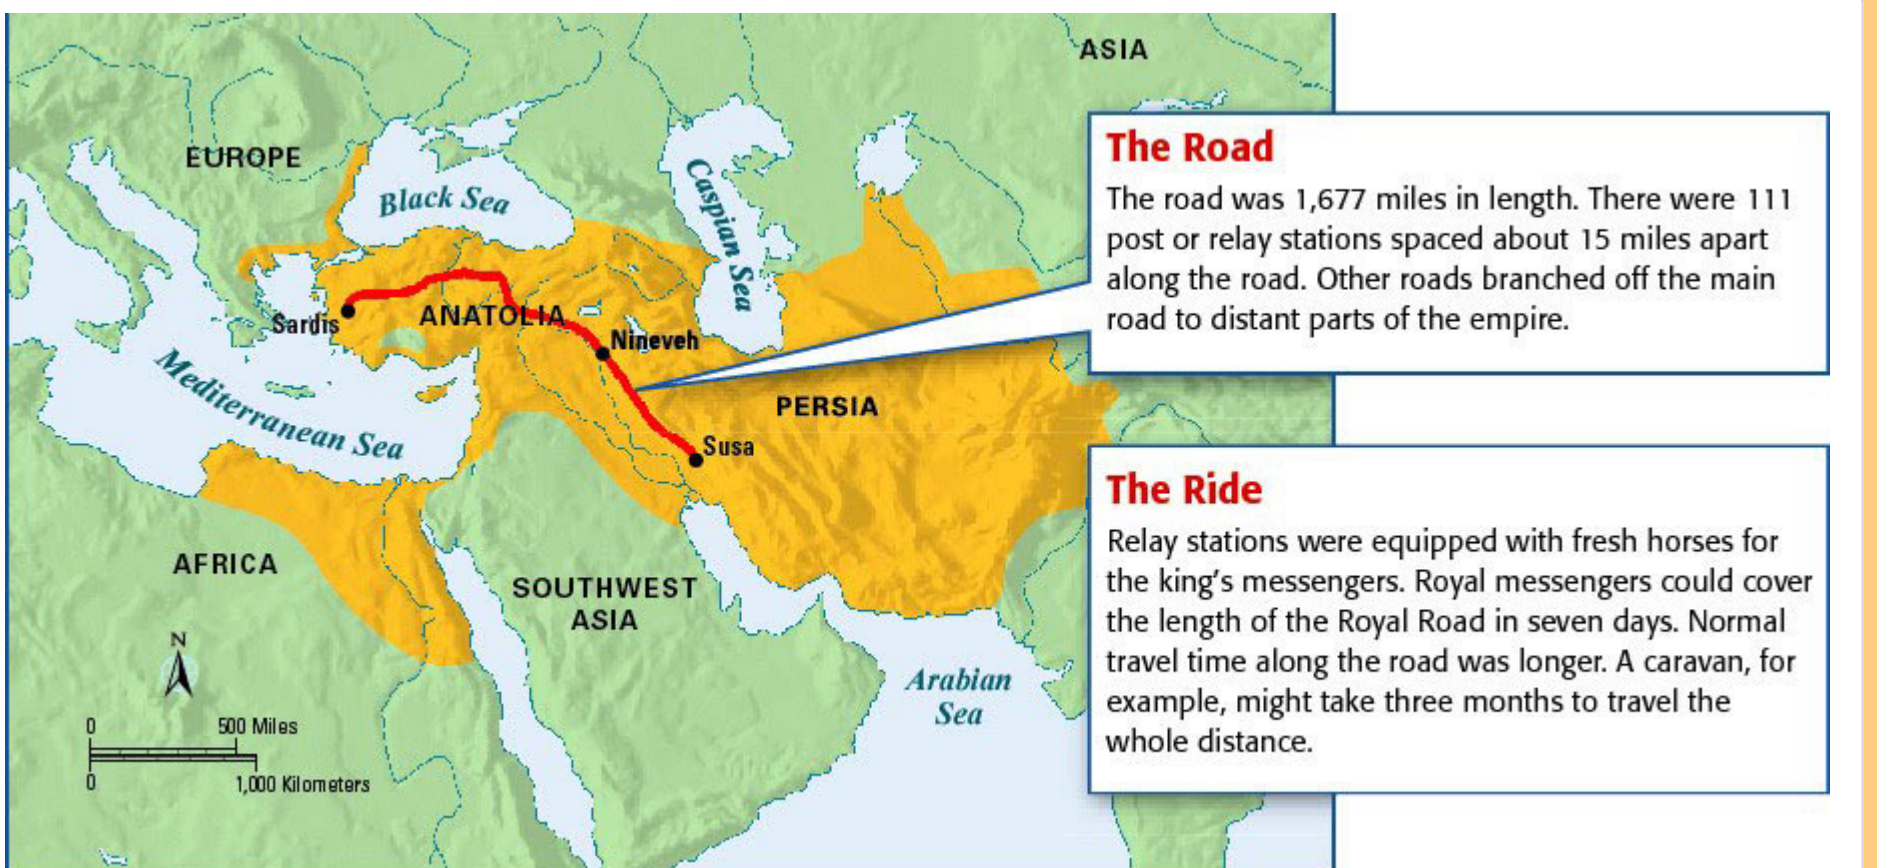 ASIA
EUROPE
Black Sea
Caspian Sea
Sardis
ANATOLIA
Nineveh
Mediterranean Sea
PERSIA
Susa
AFRICA
SOUTHWEST
ASIA
Arabian
Sea
N
0
500 Miles
0
1,000 Kilometers
The Road
The road was 1,677 miles in length. There were 111
post or relay stations spaced about 15 miles apart
along the road. Other roads branched off the main
road to distant parts of the empire.
The Ride
Relay stations were equipped with fresh horses for
the king’s messengers. Royal messengers could cover
the length of the Royal Road in seven days. Normal
travel time along the road was longer. A caravan, for
example, might take three months to travel the
whole distance.